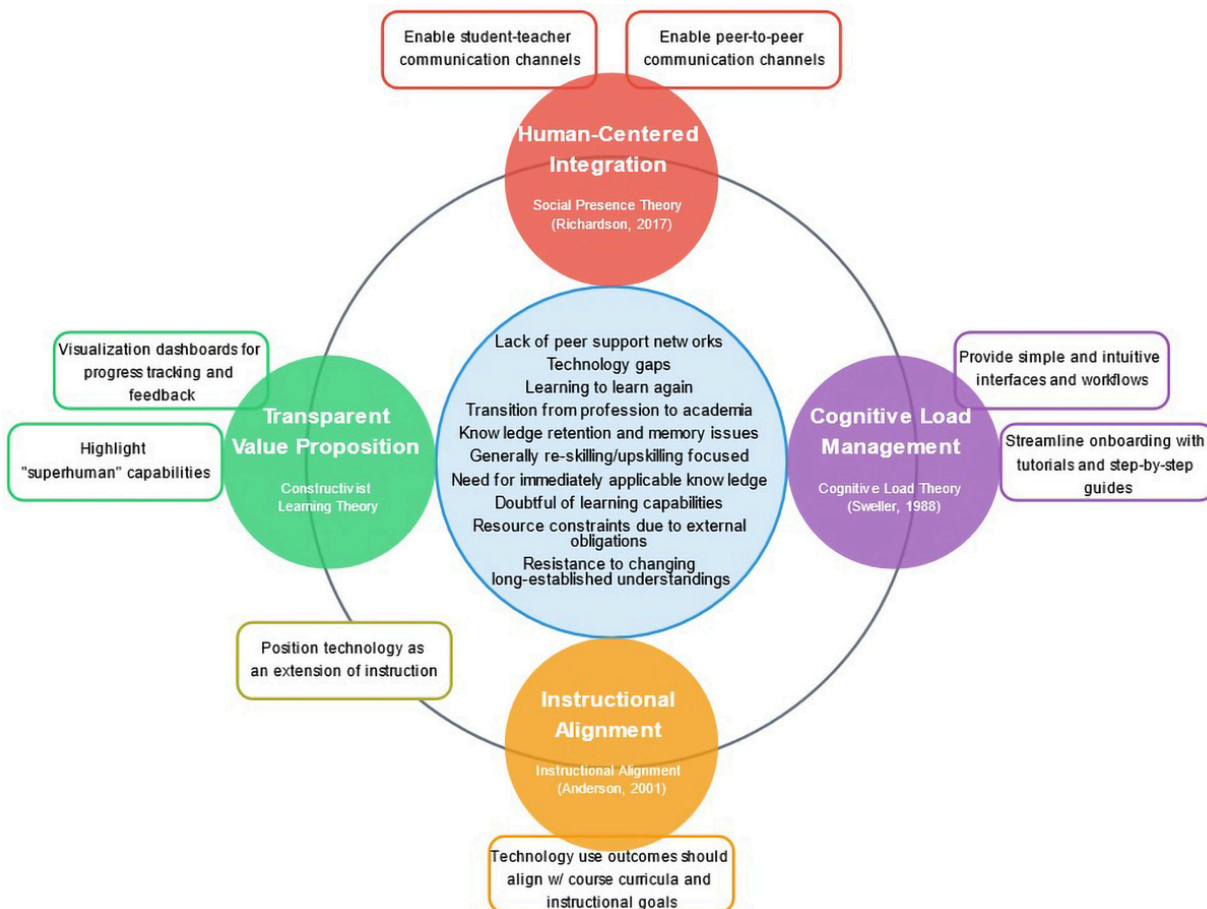 Enable student-teacher
communication channels
Enable peer-to-peer
communication channels
Human-Centered
Integration
Social Presence Theory
(Richardson, 2017)
Visualization dashboards for
progress tracking and
feedback
Highlight
"superhuman" capabilities
Transparent
Value Proposition
Constructivist
Learning Theory
Lack of peer support networks
Technology gaps
Learning to learn again
Transition from profession to academia
Knowledge retention and memory issues
Generally re-skilling/upskilling focused
Need for immediately applicable knowledge
Doubtful of learning capabilities
Resource constraints due to external
obligations
Resistance to changing
long-established understandings
Cognitive Load
Management
Cognitive Load Theory
(Sweller, 1988)
Provide simple and intuitive
interfaces and workflows
Streamline onboarding with
tutorials and step-by-step
guides
Position technology as
an extension of instruction
Instructional
Alignment
Instructional Alignment
(Anderson, 2001)
Technology use outcomes should
align w/ course curricula and
instructional goals